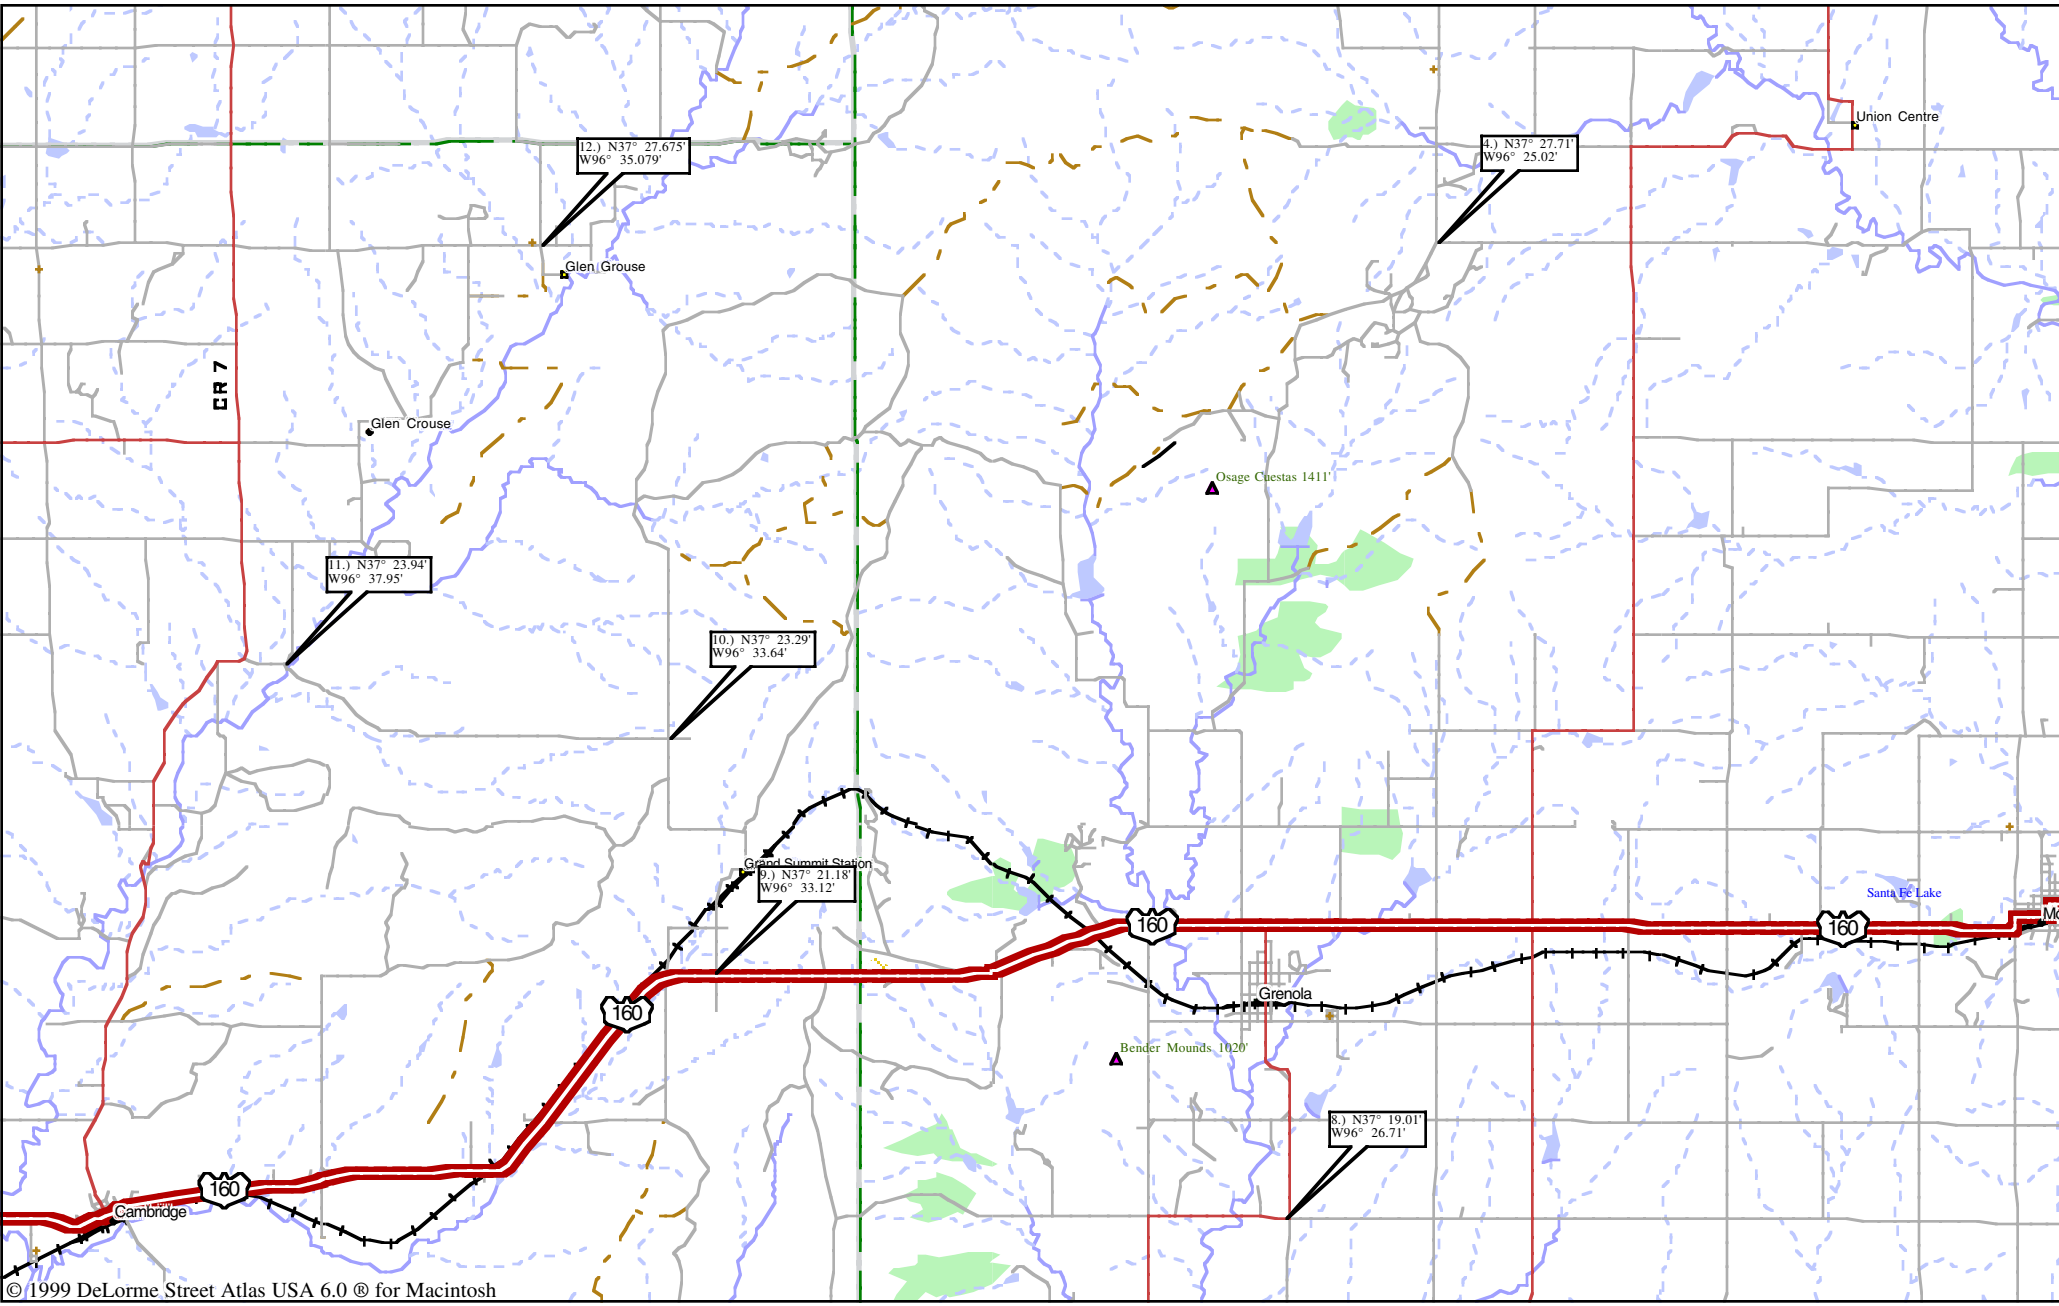 Union Centre
12.) N37° 27.675'
W96° 35.079'
4.) N37° 27.71'
W96° 25.02'
Glen Grouse
CR 7
Glen Crouse
Osage Cuestas 1411'
11.) N37° 23.94'
W96° 37.95'
10.) N37° 23.29'
W96° 33.64'
Grand Summit Station
9.) N37° 21.18'
W96° 33.12'
Santa Fe Lake
Mo
160
160
160
Grenola
Bender Mounds 1020'
8.) N37° 19.01'
W96° 26.71'
160
Cambridge
© 1999 DeLorme Street Atlas USA 6.0 ® for Macintosh